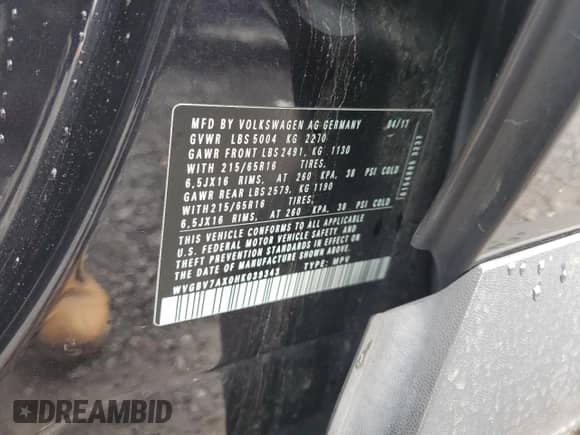 MFD BY VOLKSWAGEN AG GERMANY 04/17
GVWR LBS 5004 KG 2270
GAWR FRONT LBS 2491, KG 1130
WITH 215/65R16 TIRES,
6,5JX16 RIMS, AT 260 KPA, 38 PSI COLD
GAWR REAR LBS 2579, KG 1190
WITH 215/65R16 TIRES,
6,5JX16 RIMS, AT 260 KPA, 38 PSI COLD
THIS VEHICLE CONFORMS TO ALL APPLICABLE
U.S. FEDERAL MOTOR VEHICLE SAFETY, AND
THEFT PREVENTION STANDARDS IN EFFECT ON
THE DATE OF MANUFACTURE SHOWN ABOVE
WVGBV7AX0HK039343 TYPE: MPV
DREAMBID